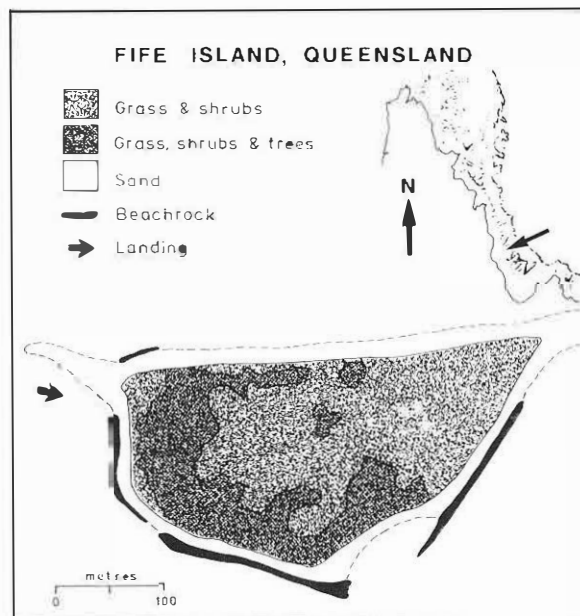 FIFE ISLAND, QUEENSLAND
Grass & shrubs
Grass, shrubs & trees
Sand
Beachrock
Landing
N
metres
0 100